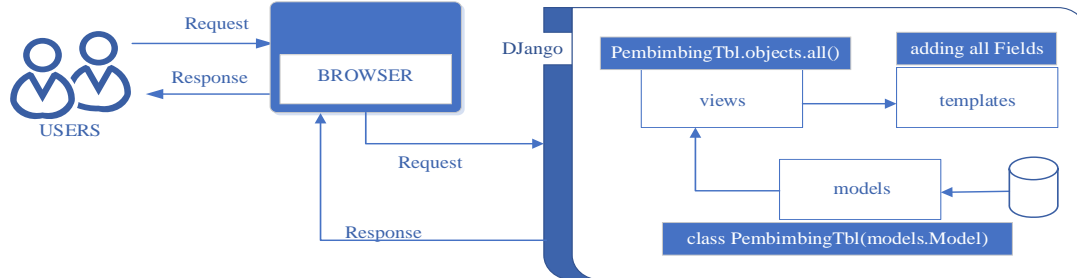 Request
Response
USERS
BROWSER
Request
Response
DJango
PembimbingTbl.objects.all()
views
adding all Fields
templates
models
class PembimbingTbl(models.Model)